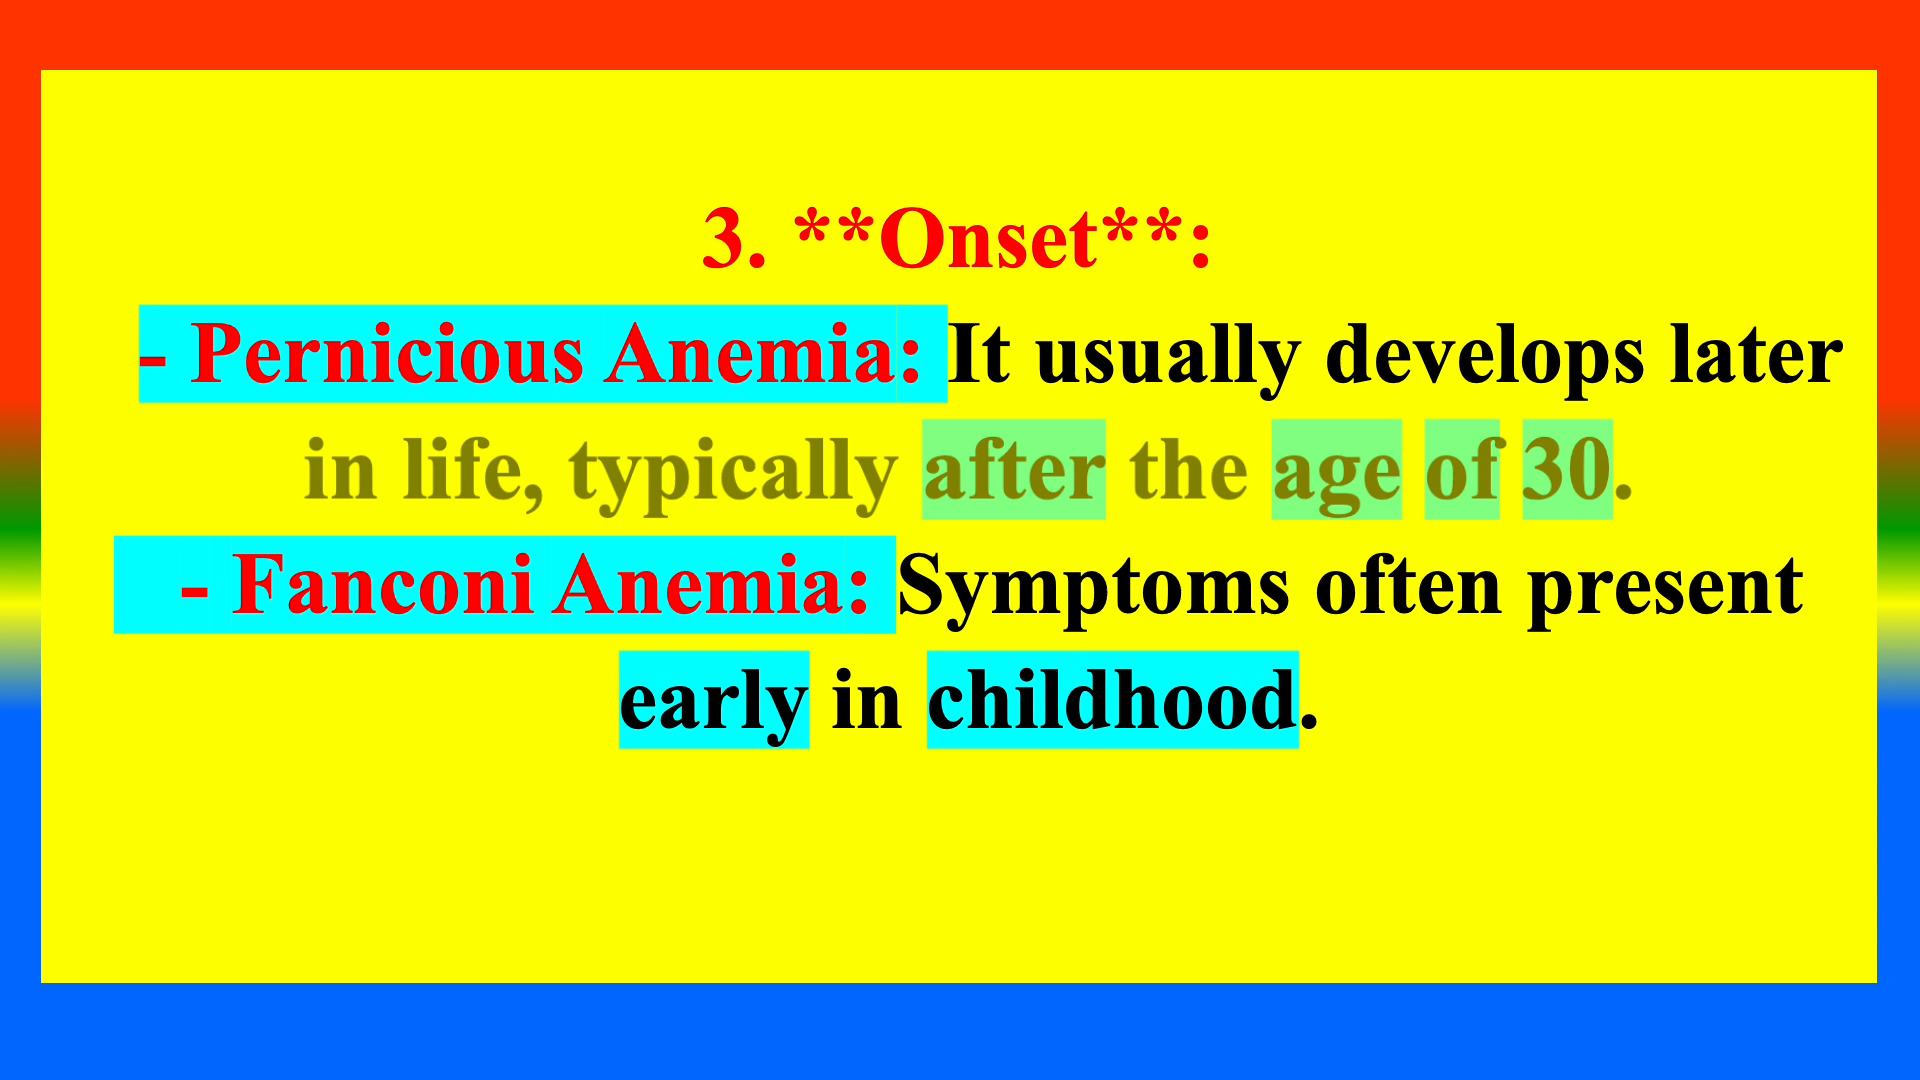 3. **Onset**:
- Pernicious Anemia: It usually develops later
in life, typically after the age of 30.
- Fanconi Anemia: Symptoms often present
early in childhood.